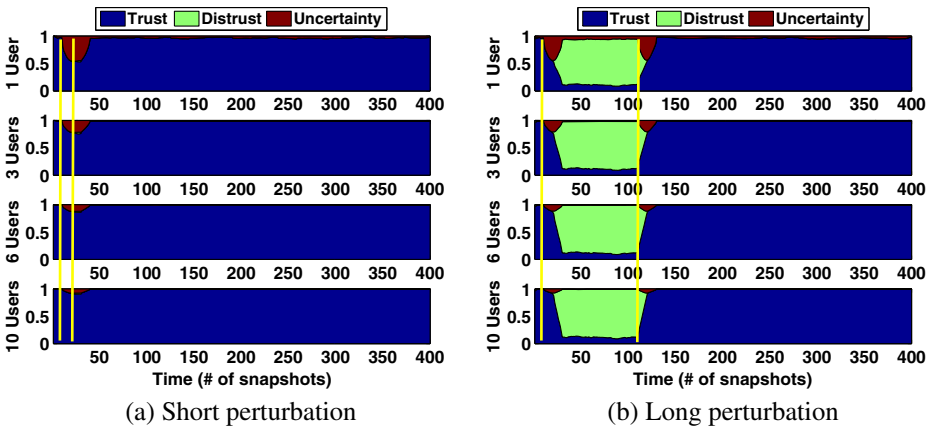 Trust Distrust Uncertainty
1 User
1
0.5
0
50 100 150 200 250 300 350 400
3 Users
1
0.5
0
50 100 150 200 250 300 350 400
6 Users
1
0.5
0
50 100 150 200 250 300 350 400
10 Users
1
0.5
0
50 100 150 200 250 300 350 400
Time (# of snapshots)
(a) Short perturbation
Trust Distrust Uncertainty
1 User
1
0.5
0
50 100 150 200 250 300 350 400
3 Users
1
0.5
0
50 100 150 200 250 300 350 400
6 Users
1
0.5
0
50 100 150 200 250 300 350 400
10 Users
1
0.5
0
50 100 150 200 250 300 350 400
Time (# of snapshots)
(b) Long perturbation